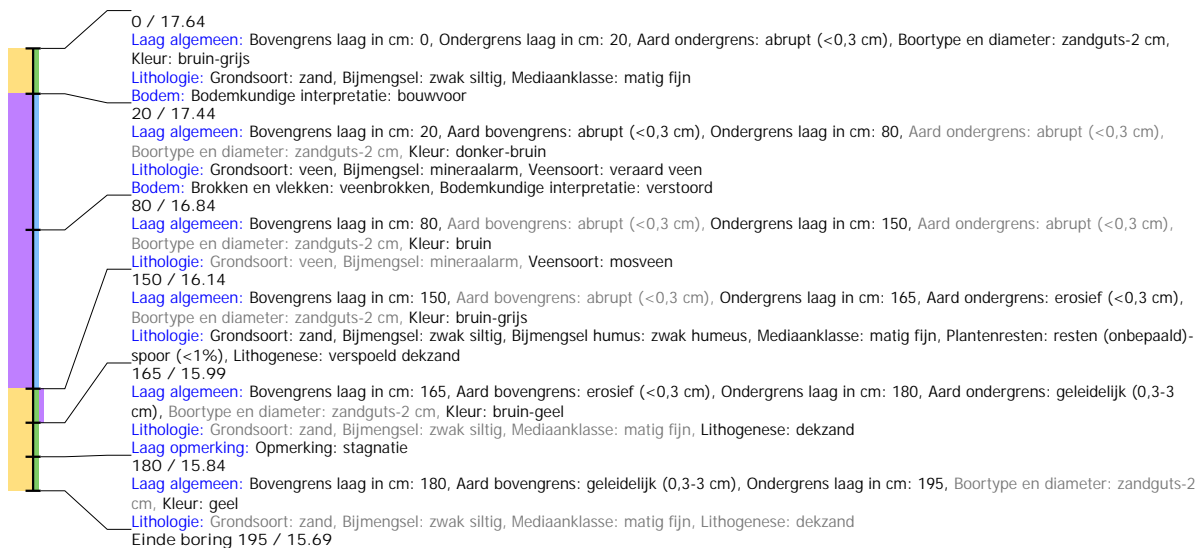 0 / 17.64
Laag algemeen: Bovengrens laag in cm: 0, Ondergrens laag in cm: 20, Aard ondergrens: abrupt (<0,3 cm), Boortype en diameter: zandguts-2 cm,
Kleur: bruin-grijs
Lithologie: Grondsoort: zand, Bijmengsel: zwak siltig, Mediaanklasse: matig fijn
Bodem: Bodemkundige interpretatie: bouwvoor
20 / 17.44
Laag algemeen: Bovengrens laag in cm: 20, Aard bovengrens: abrupt (<0,3 cm), Ondergrens laag in cm: 80, Aard ondergrens: abrupt (<0,3 cm),
Boortype en diameter: zandguts-2 cm, Kleur: donker-bruin
Lithologie: Grondsoort: veen, Bijmengsel: mineraalarm, Veensoort: veraard veen
Bodem: Brokken en vlekken: veenbrokken, Bodemkundige interpretatie: verstoord
80 / 16.84
Laag algemeen: Bovengrens laag in cm: 80, Aard bovengrens: abrupt (<0,3 cm), Ondergrens laag in cm: 150, Aard ondergrens: abrupt (<0,3 cm),
Boortype en diameter: zandguts-2 cm, Kleur: bruin
Lithologie: Grondsoort: veen, Bijmengsel: mineraalarm, Veensoort: mosveen
150 / 16.14
Laag algemeen: Bovengrens laag in cm: 150, Aard bovengrens: abrupt (<0,3 cm), Ondergrens laag in cm: 165, Aard ondergrens: erosief (<0,3 cm),
Boortype en diameter: zandguts-2 cm, Kleur: bruin-grijs
Lithologie: Grondsoort: zand, Bijmengsel: zwak siltig, Bijmengsel humus: zwak humeus, Mediaanklasse: matig fijn, Plantenresten: resten (onbepaald)-
spoor (<1%), Lithogenese: verspoeld dekzand
165 / 15.99
Laag algemeen: Bovengrens laag in cm: 165, Aard bovengrens: erosief (<0,3 cm), Ondergrens laag in cm: 180, Aard ondergrens: geleidelijk (0,3-3
cm), Boortype en diameter: zandguts-2 cm, Kleur: bruin-geel
Lithologie: Grondsoort: zand, Bijmengsel: zwak siltig, Mediaanklasse: matig fijn, Lithogenese: dekzand
Laag opmerking: Opmerking: stagnatie
180 / 15.84
Laag algemeen: Bovengrens laag in cm: 180, Aard bovengrens: geleidelijk (0,3-3 cm), Ondergrens laag in cm: 195, Boortype en diameter: zandguts-2
cm, Kleur: geel
Lithologie: Grondsoort: zand, Bijmengsel: zwak siltig, Mediaanklasse: matig fijn, Lithogenese: dekzand
Einde boring 195 / 15.69